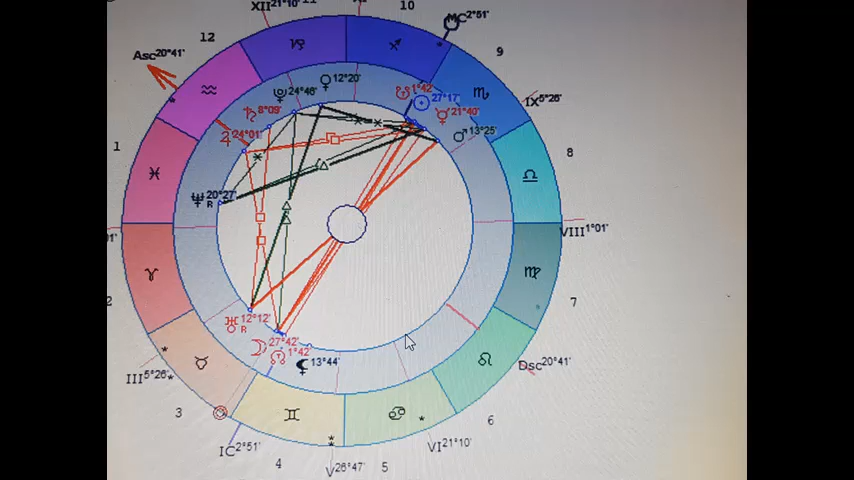 XII21°10'
10
MC2°51'
12
Asc20°41'
9
24°46'
12°20'
1°42'
27°17'
8°09'
IX5°26'
21°40'
24°01'
13°25'
1
8
20°27'
R
VIII1°01'
01'
2
7
12°12'
R
27°42'
1°42'
13°44'
Dsc20°41'
III5°26'
3
6
IC2°51'
VI21°10'
4
V26°47'
5